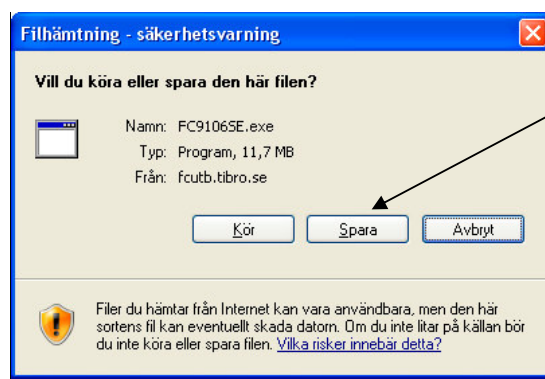 Filhämtning - säkerhetsvarning
Vill du köra eller spara den här filen?
Namn: FC9106SE.exe
Typ: Program, 11,7 MB
Från: fcutb.tibro.se
Kör Spara Avbryt
Filer du hämtar från Internet kan vara användbara, men den här
sortens fil kan eventuellt skada datorn. Om du inte litar på källan bör
du inte köra eller spara filen. Vilka risker innebär detta?